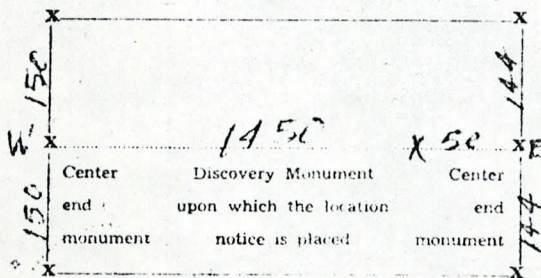 X X
150 144
W X 1450 X 50 X E
Center Discovery Monument Center
end upon which the location end
monument notice is placed monument
150 144
X X